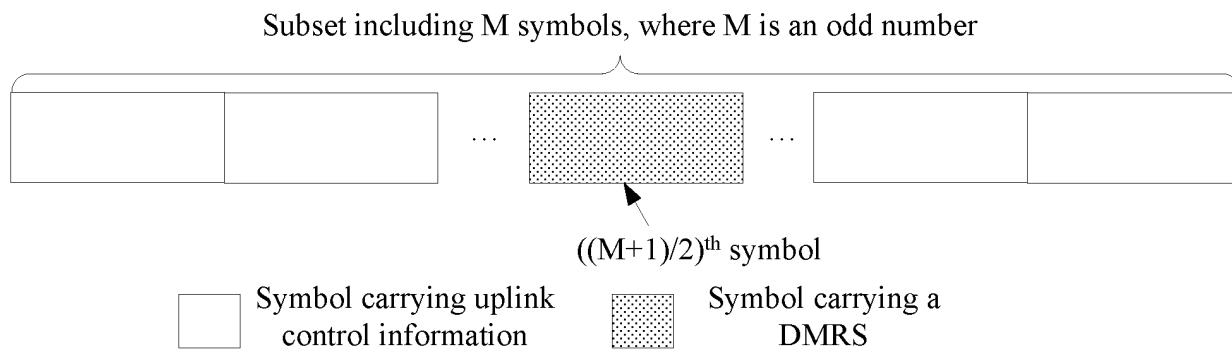 Subset including M symbols, where M is an odd number
... ...
((M+1)/2)th symbol
Symbol carrying uplink
control information
Symbol carrying a
DMRS